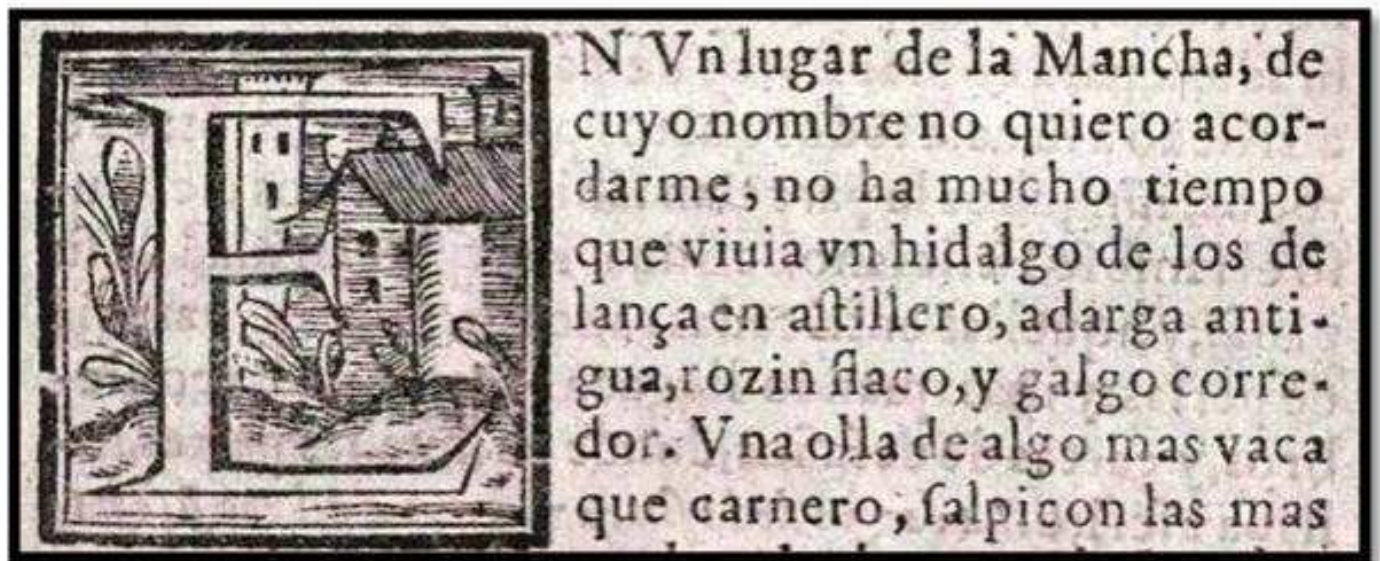 EN Vn lugar de la Mancha, de
cuyo nombre no quiero acor-
darme, no ha mucho tiempo
que viuia vn hidalgo de los de
lança en aſtillero, adarga anti-
gua, rozin flaco, y galgo corre-
dor. Vna olla de algo mas vaca
que carnero, ſalpicon las mas